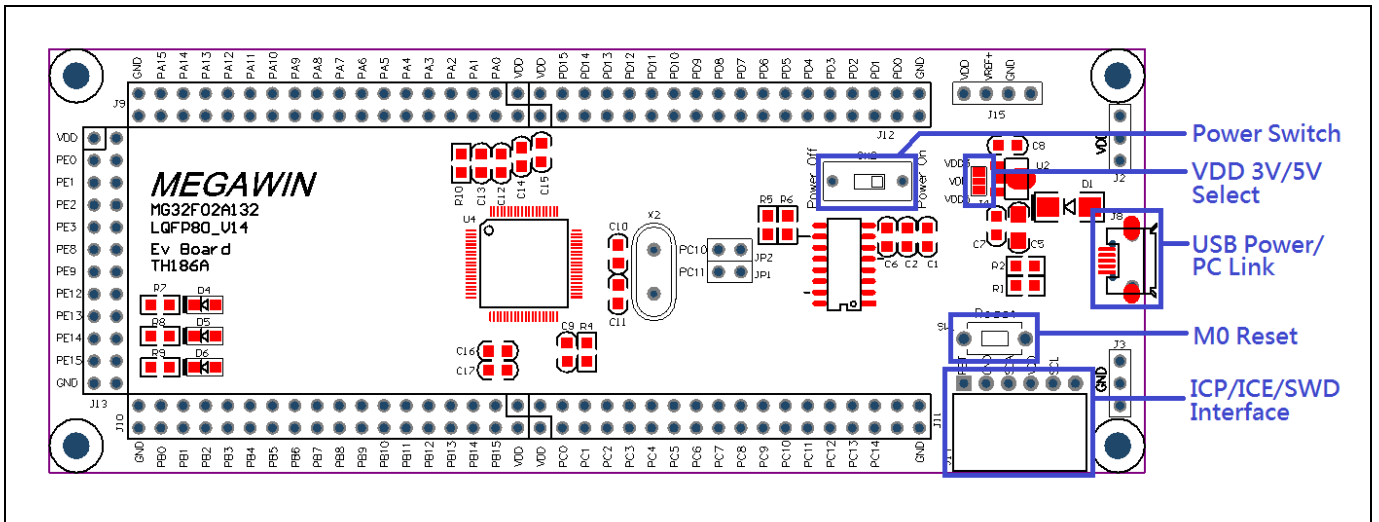 GND PA15 PA14 PA13 PA12 PA11 PA10 PA9 PA8 PA7 PA6 PA5 PA4 PA3 PA2 PA1 PA0 VDD VDD PD15 PD14 PD13 PD12 PD11 PD10 PD9 PD8 PD7 PD6 PD5 PD4 PD3 PD2 PD1 PD0 GND
VDD VREF+ GND
J9
J15
J12
VDD
J2
Power Switch
VDD 3V/5V
Select
USB Power/
PC Link
M0 Reset
ICP/ICE/SWD
Interface
VDD
PE0
PE1
PE2
PE3
PE8
PE9
PE12
PE13
PE14
PE15
GND
J13
MEGAWIN
MG32F02A132
LQFP80_V14
Ev Board
TH186A
R7 D4
R8 D5
R9 D6
R10 C13 C12 C14 C15
U4
C10
X2
C11
C16
C17
C9 R4
PC10 JP2
PC11 JP1
R5 R6
Power Off
Power On
C6 C2 C1
C8
U2
D1
C7 C5
R2
R1
J8
Reset
RST GND SCA VDD SCL
J3
GND
J10
J11
GND PB0 PB1 PB2 PB3 PB4 PB5 PB6 PB7 PB8 PB9 PB10 PB11 PB12 PB13 PB14 PB15 VDD VDD PC0 PC1 PC2 PC3 PC4 PC5 PC6 PC7 PC8 PC9 PC10 PC11 PC12 PC13 PC14 GND